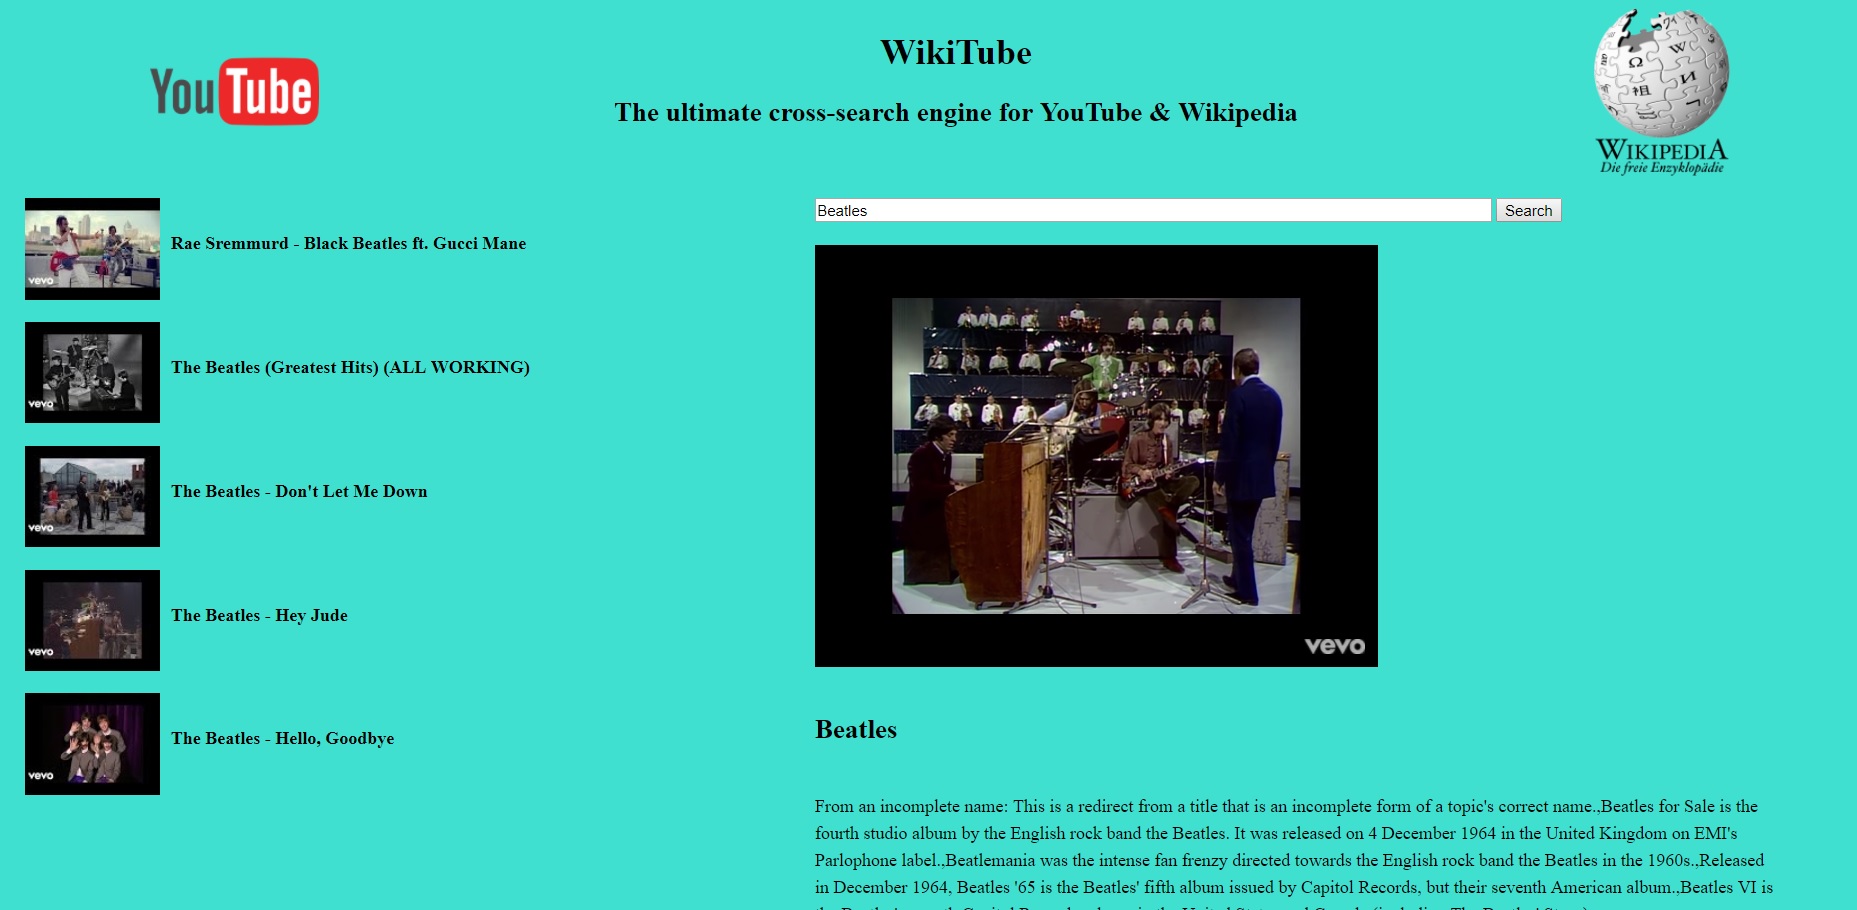 YouTube
WikiTube
The ultimate cross-search engine for YouTube & Wikipedia
Ω
W
И
祖
WIKIPEDIA
Die freie Enzyklopädie
Beatles
Search
vevo
Rae Sremmurd - Black Beatles ft. Gucci Mane
vevo
The Beatles (Greatest Hits) (ALL WORKING)
vevo
The Beatles - Don't Let Me Down
vevo
The Beatles - Hey Jude
vevo
The Beatles - Hello, Goodbye
vevo
Beatles
From an incomplete name: This is a redirect from a title that is an incomplete form of a topic's correct name.,Beatles for Sale is the
fourth studio album by the English rock band the Beatles. It was released on 4 December 1964 in the United Kingdom on EMI's
Parlophone label.,Beatlemania was the intense fan frenzy directed towards the English rock band the Beatles in the 1960s.,Released
in December 1964, Beatles '65 is the Beatles' fifth album issued by Capitol Records, but their seventh American album.,Beatles VI is